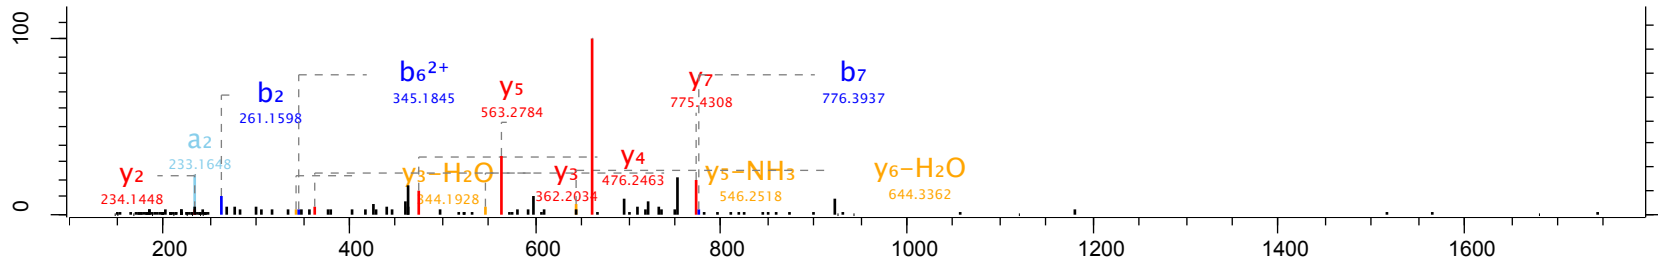 100
0
y2
234.1448
a2
233.1648
b2
261.1598
b6²⁺
345.1845
y3−H2O
344.1928
y5
563.2784
y3
362.2034
y4
476.2463
y7
775.4308
y5−NH3
546.2518
b7
776.3937
y6−H2O
644.3362
200 400 600 800 1000 1200 1400 1600